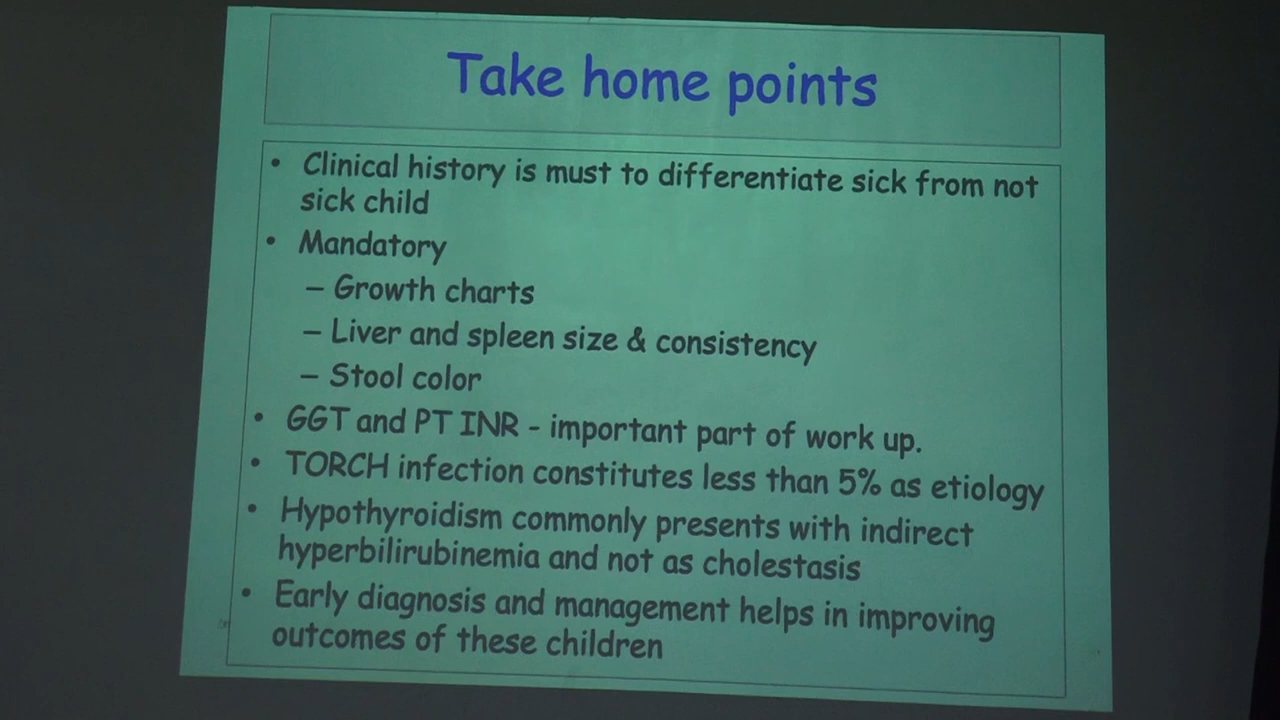 Take home points
• Clinical history is must to differentiate sick from not
sick child
• Mandatory
– Growth charts
– Liver and spleen size & consistency
– Stool color
• GGT and PT INR - important part of work up.
• TORCH infection constitutes less than 5% as etiology
• Hypothyroidism commonly presents with indirect
hyperbilirubinemia and not as cholestasis
• Early diagnosis and management helps in improving
outcomes of these children